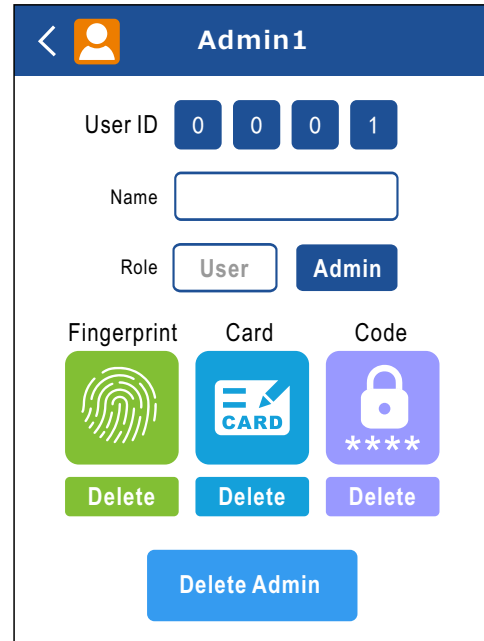 Admin1
User ID 0 0 0 1
Name
Role User Admin
Fingerprint Card Code
CARD
****
Delete Delete Delete
Delete Admin